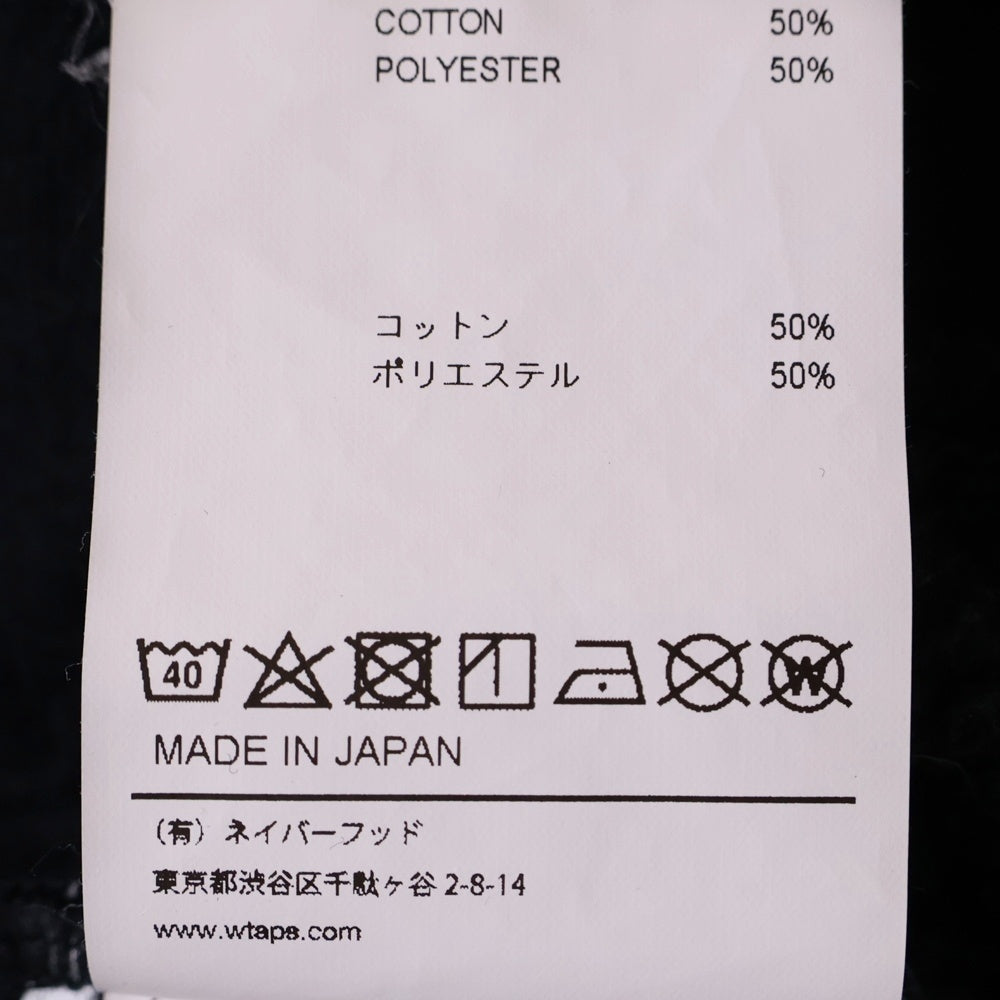 COTTON 50%
POLYESTER 50%
コットン 50%
ポリエステル 50%
40 W
MADE IN JAPAN
（有）ネイバーフッド
東京都渋谷区千駄ヶ谷 2-8-14
www.wtaps.com